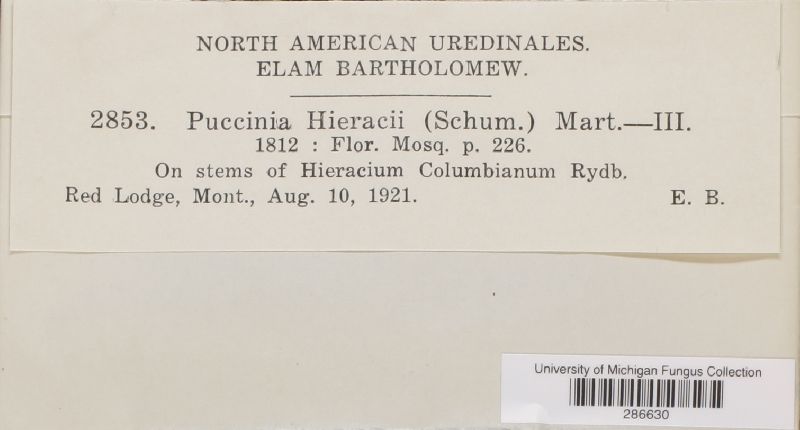 NORTH AMERICAN UREDINALES.
ELAM BARTHOLOMEW.
2853. Puccinia Hieracii (Schum.) Mart.—III.
1812 : Flor. Mosq. p. 226.
On stems of Hieracium Columbianum Rydb.
Red Lodge, Mont., Aug. 10, 1921. E. B.
University of Michigan Fungus Collection
286630